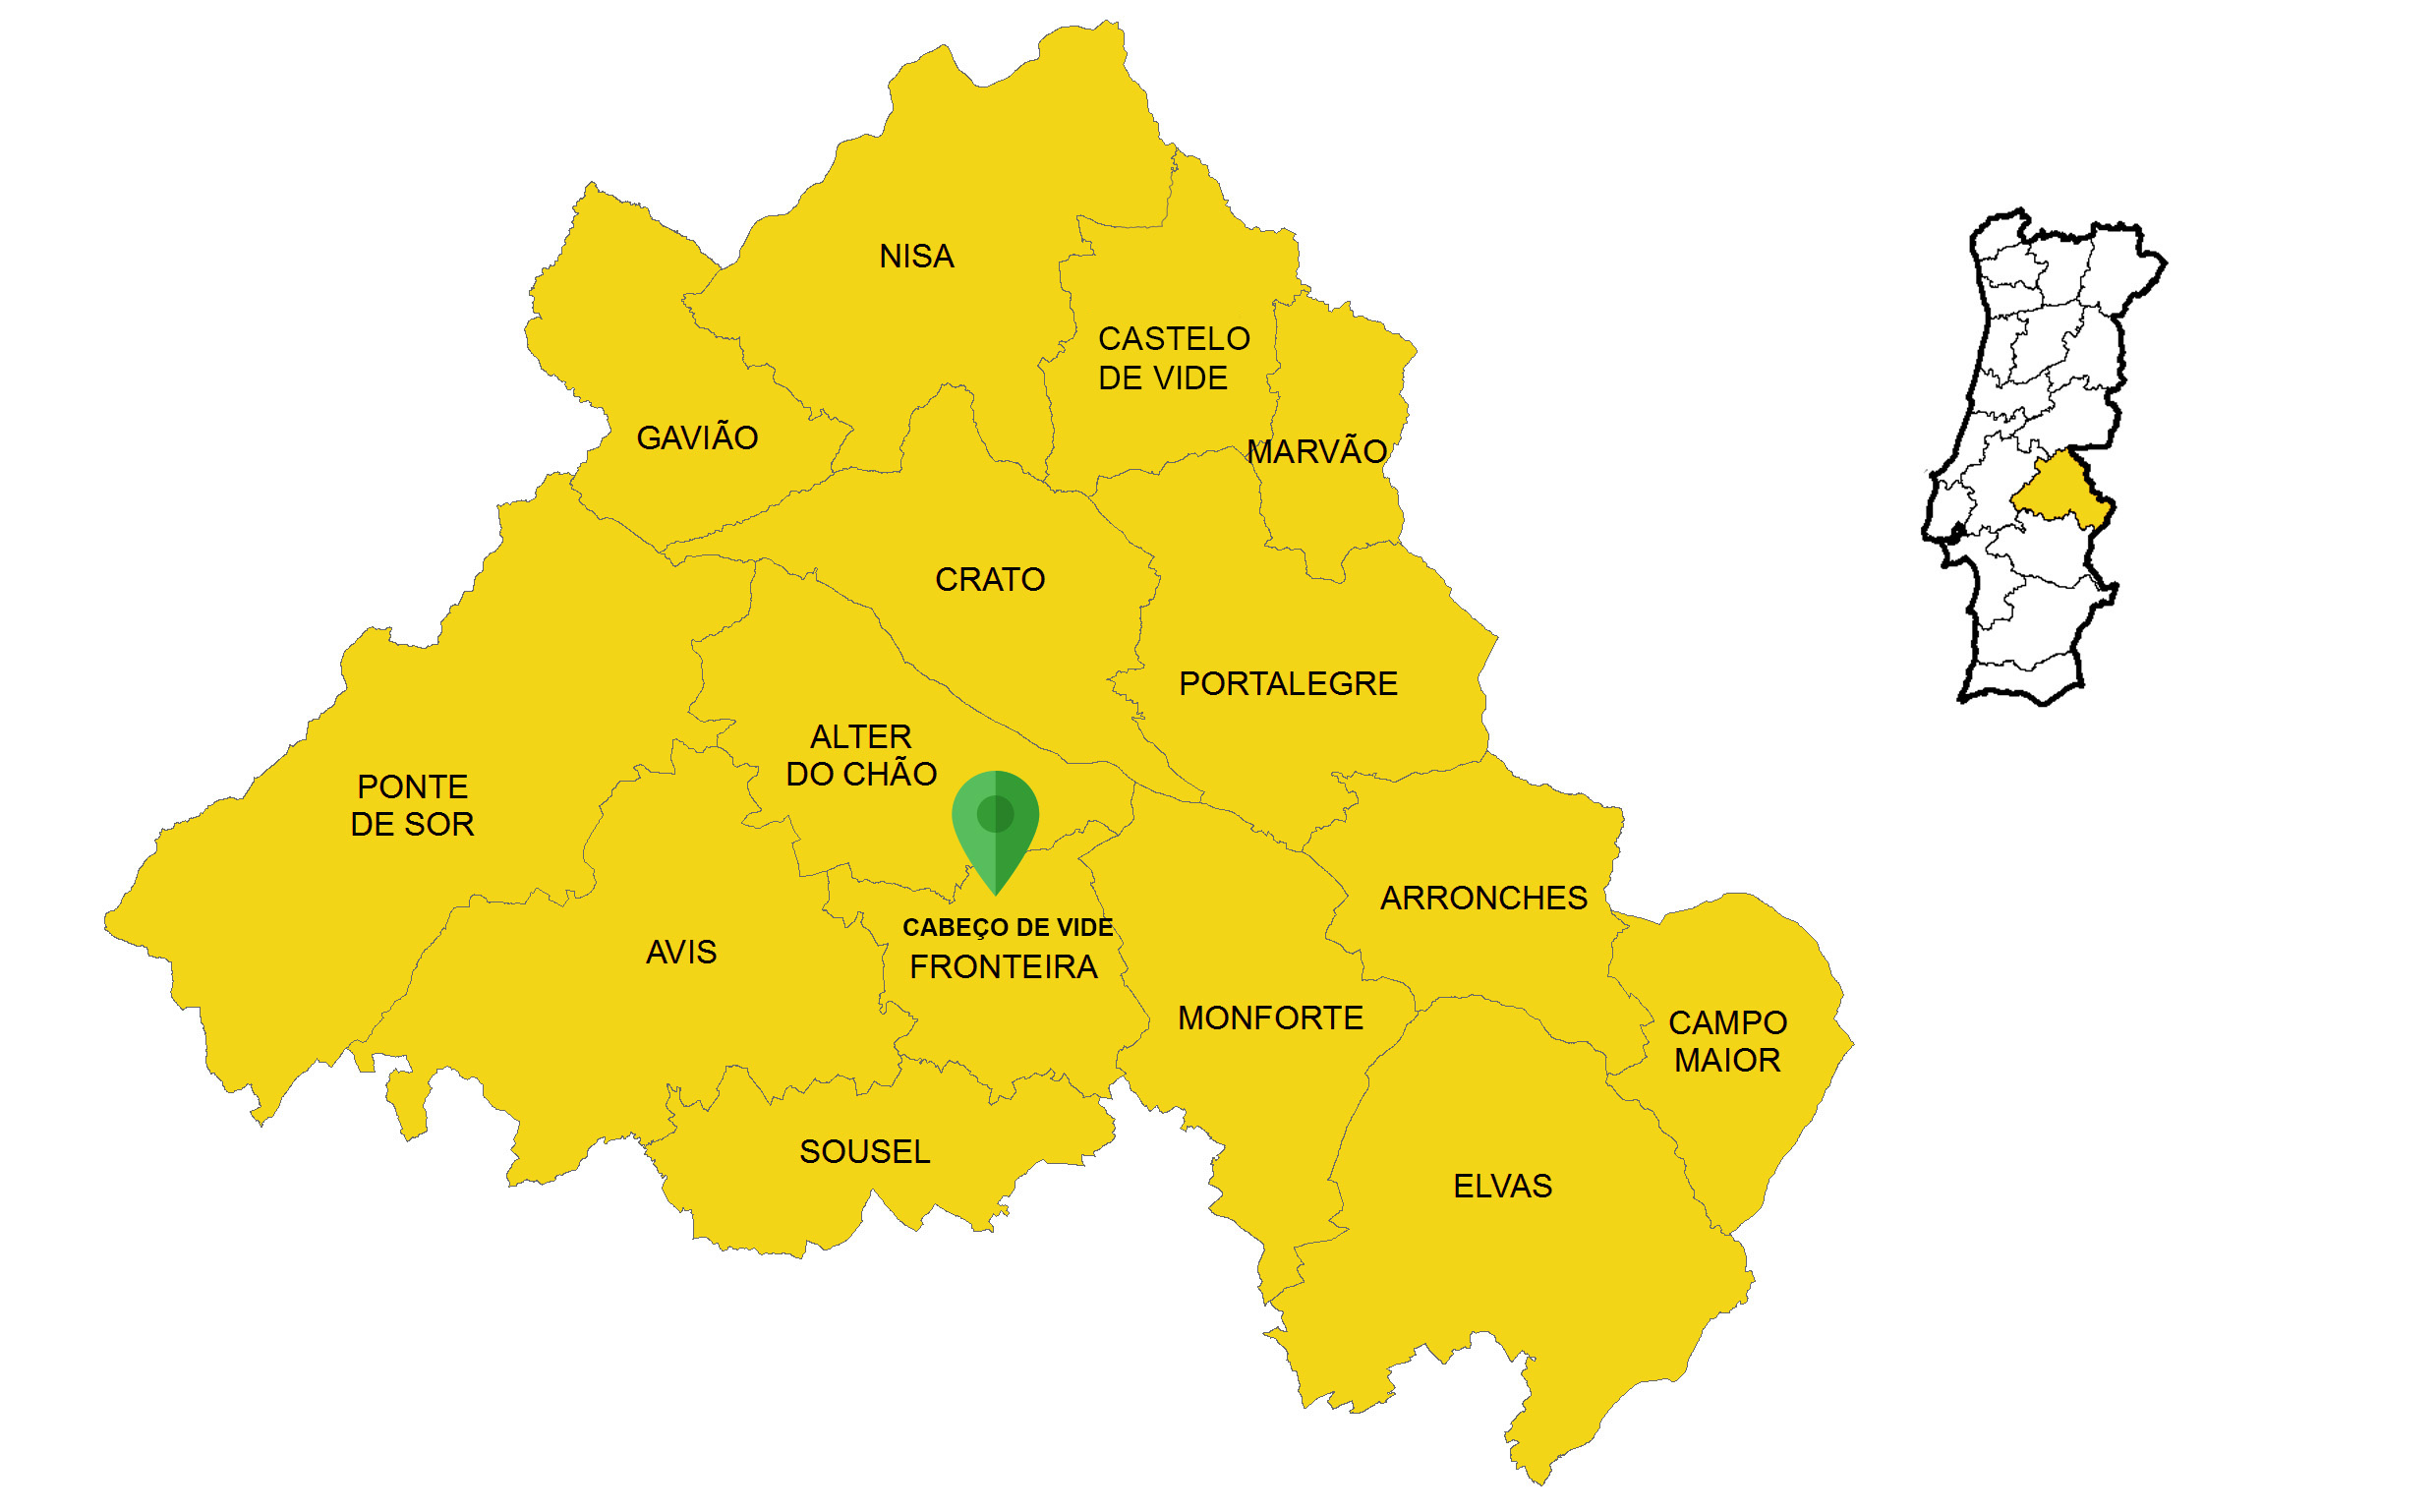 NISA
CASTELO
DE VIDE
GAVIÃO
MARVÃO
CRATO
PORTALEGRE
ALTER
DO CHÃO
PONTE
DE SOR
ARRONCHES
CABEÇO DE VIDE
AVIS
FRONTEIRA
MONFORTE
CAMPO
MAIOR
SOUSEL
ELVAS